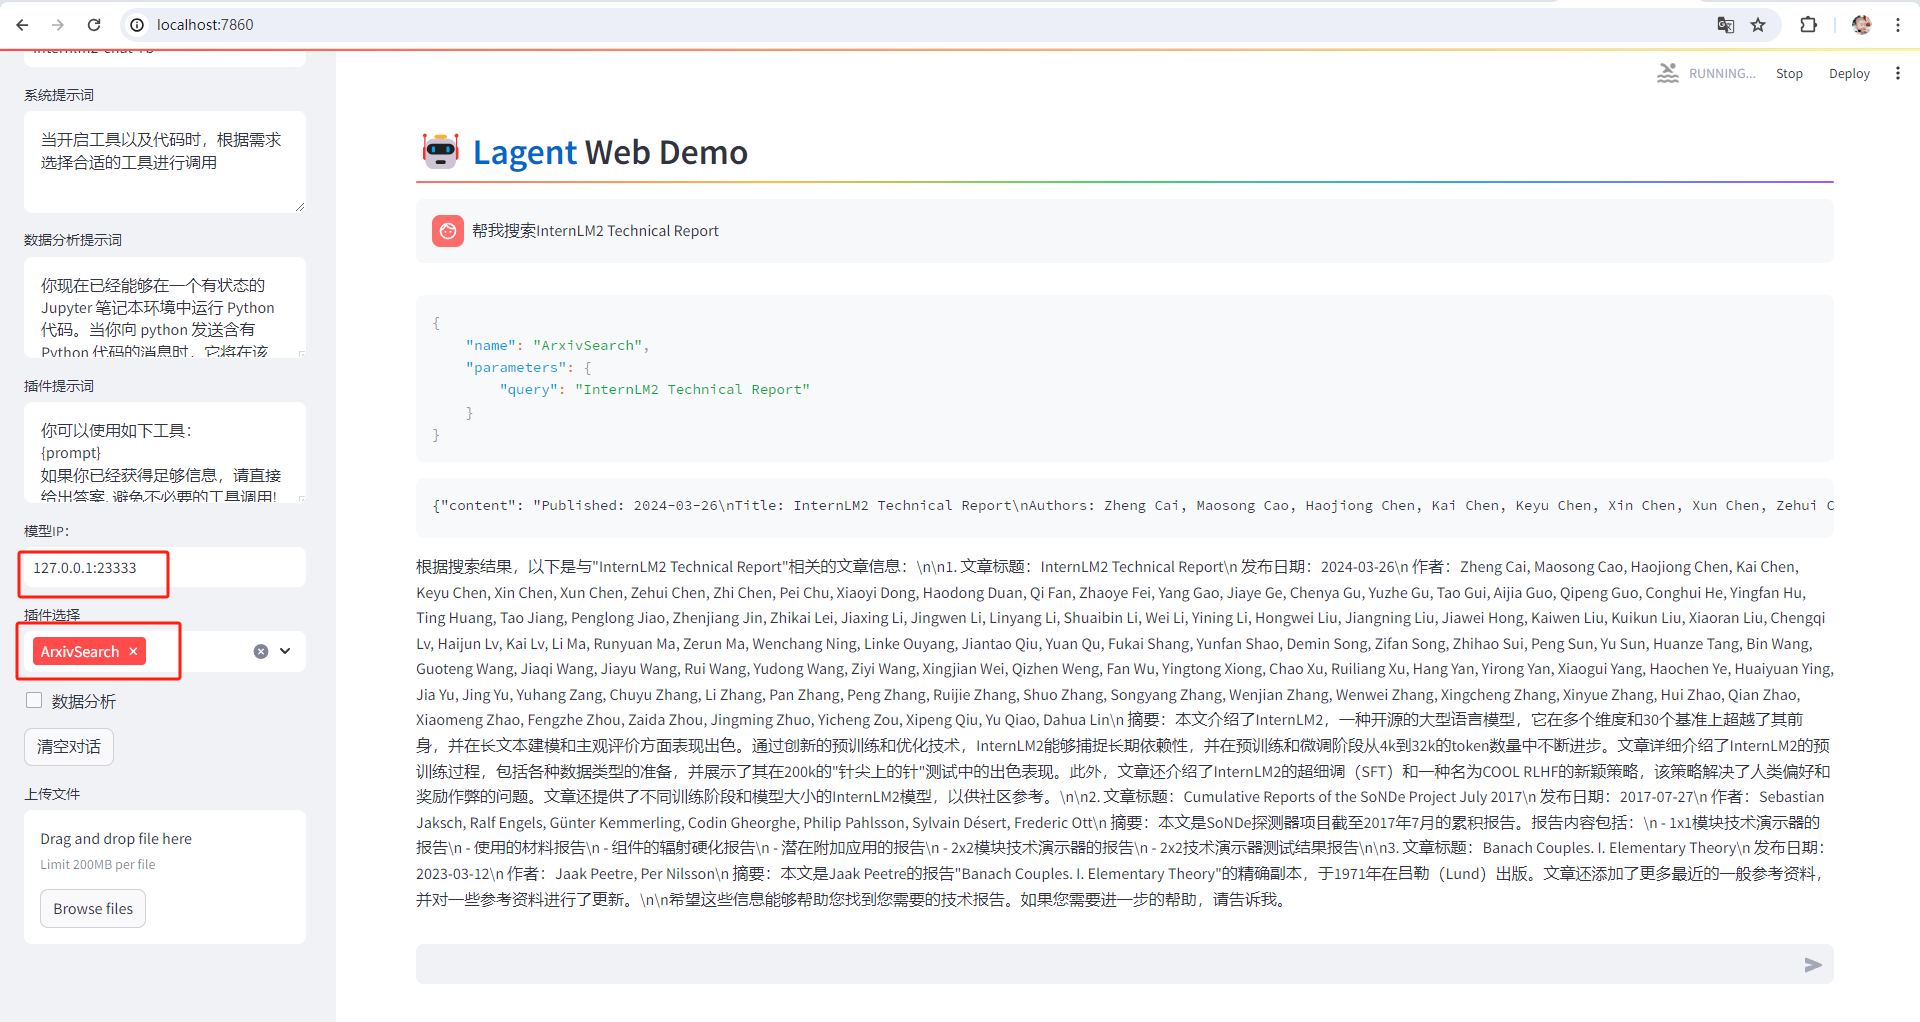 localhost:7860
系统提示词
当开启工具以及代码时，根据需求
选择合适的工具进行调用
数据分析提示词
你现在已经能够在一个有状态的
Jupyter 笔记本环境中运行 Python
代码。当你向 python 发送含有
Python 代码的消息时，它将在该
插件提示词
你可以使用如下工具：
{prompt}
如果你已经获得足够信息，请直接
给出答案. 避免不必要的工具调用!
模型IP：
127.0.0.1:23333
插件选择
ArxivSearch
数据分析
清空对话
上传文件
Drag and drop file here
Limit 200MB per file
Browse files
RUNNING... Stop Deploy
Lagent Web Demo
帮我搜索InternLM2 Technical Report
{
"name": "ArxivSearch",
"parameters": {
"query": "InternLM2 Technical Report"
}
}
{"content": "Published: 2024-03-26\nTitle: InternLM2 Technical Report\nAuthors: Zheng Cai, Maosong Cao, Haojiong Chen, Kai Chen, Keyu Chen, Xin Chen, Xun Chen, Zehui C
根据搜索结果，以下是与"InternLM2 Technical Report"相关的文章信息：\n\n1. 文章标题：InternLM2 Technical Report\n 发布日期：2024-03-26\n 作者：Zheng Cai, Maosong Cao, Haojiong Chen, Kai Chen,
Keyu Chen, Xin Chen, Xun Chen, Zehui Chen, Zhi Chen, Pei Chu, Xiaoyi Dong, Haodong Duan, Qi Fan, Zhaoye Fei, Yang Gao, Jiaye Ge, Chenya Gu, Yuzhe Gu, Tao Gui, Aijia Guo, Qipeng Guo, Conghui He, Yingfan Hu,
Ting Huang, Tao Jiang, Penglong Jiao, Zhenjiang Jin, Zhikai Lei, Jiaxing Li, Jingwen Li, Linyang Li, Shuaibin Li, Wei Li, Yining Li, Hongwei Liu, Jiangning Liu, Jiawei Hong, Kaiwen Liu, Kuikun Liu, Xiaoran Liu, Chengqi
Lv, Haijun Lv, Kai Lv, Li Ma, Runyuan Ma, Zerun Ma, Wenchang Ning, Linke Ouyang, Jiantao Qiu, Yuan Qu, Fukai Shang, Yunfan Shao, Demin Song, Zifan Song, Zhihao Sui, Peng Sun, Yu Sun, Huanze Tang, Bin Wang,
Guoteng Wang, Jiaqi Wang, Jiayu Wang, Rui Wang, Yudong Wang, Ziyi Wang, Xingjian Wei, Qizhen Weng, Fan Wu, Yingtong Xiong, Chao Xu, Ruiliang Xu, Hang Yan, Yirong Yan, Xiaogui Yang, Haochen Ye, Huaiyuan Ying,
Jia Yu, Jing Yu, Yuhang Zang, Chuyu Zhang, Li Zhang, Pan Zhang, Peng Zhang, Ruijie Zhang, Shuo Zhang, Songyang Zhang, Wenjian Zhang, Wenwei Zhang, Xingcheng Zhang, Xinyue Zhang, Hui Zhao, Qian Zhao,
Xiaomeng Zhao, Fengzhe Zhou, Zaida Zhou, Jingming Zhuo, Yicheng Zou, Xipeng Qiu, Yu Qiao, Dahua Lin\n 摘要：本文介绍了InternLM2，一种开源的大型语言模型，它在多个维度和30个基准上超越了其前
身，并在长文本建模和主观评价方面表现出色。通过创新的预训练和优化技术，InternLM2能够捕捉长期依赖性，并在预训练和微调阶段从4k到32k的token数量中不断进步。文章详细介绍了InternLM2的预
训练过程，包括各种数据类型的准备，并展示了其在200k的"针尖上的针"测试中的出色表现。此外，文章还介绍了InternLM2的超细调（SFT）和一种名为COOL RLHF的新颖策略，该策略解决了人类偏好和
奖励作弊的问题。文章还提供了不同训练阶段和模型大小的InternLM2模型，以供社区参考。\n\n2. 文章标题：Cumulative Reports of the SoNDe Project July 2017\n 发布日期：2017-07-27\n 作者：Sebastian
Jaksch, Ralf Engels, Günter Kemmerling, Codin Gheorghe, Philip Pahlsson, Sylvain Désert, Frederic Ott\n 摘要：本文是SoNDe探测器项目截至2017年7月的累积报告。报告内容包括：\n - 1x1模块技术演示器的
报告\n - 使用的材料报告\n - 组件的辐射硬化报告\n - 潜在附加应用的报告\n - 2x2模块技术演示器的报告\n - 2x2技术演示器测试结果报告\n\n3. 文章标题：Banach Couples. I. Elementary Theory\n 发布日期：
2023-03-12\n 作者：Jaak Peetre, Per Nilsson\n 摘要：本文是Jaak Peetre的报告"Banach Couples. I. Elementary Theory"的精确副本，于1971年在吕勒（Lund）出版。文章还添加了更多最近的一般参考资料，
并对一些参考资料进行了更新。\n\n希望这些信息能够帮助您找到您需要的技术报告。如果您需要进一步的帮助，请告诉我。